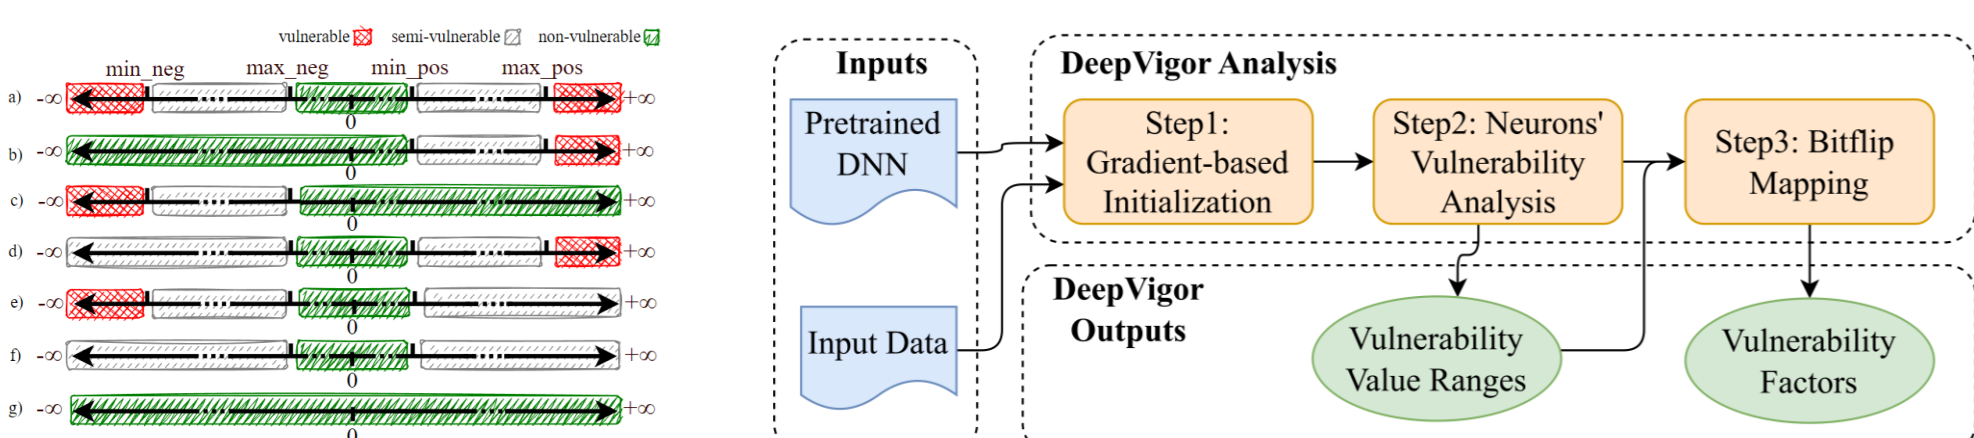 vulnerable semi-vulnerable non-vulnerable
min_neg max_neg min_pos max_pos
a) -∞ +∞
0
b) -∞ +∞
0
c) -∞ +∞
0
d) -∞ +∞
0
e) -∞ +∞
0
f) -∞ +∞
0
g) -∞ +∞
0
Inputs
Pretrained
DNN
Input Data
DeepVigor Analysis
Step1:
Gradient-based
Initialization
Step2: Neurons'
Vulnerability
Analysis
Step3: Bitflip
Mapping
DeepVigor
Outputs
Vulnerability
Value Ranges
Vulnerability
Factors